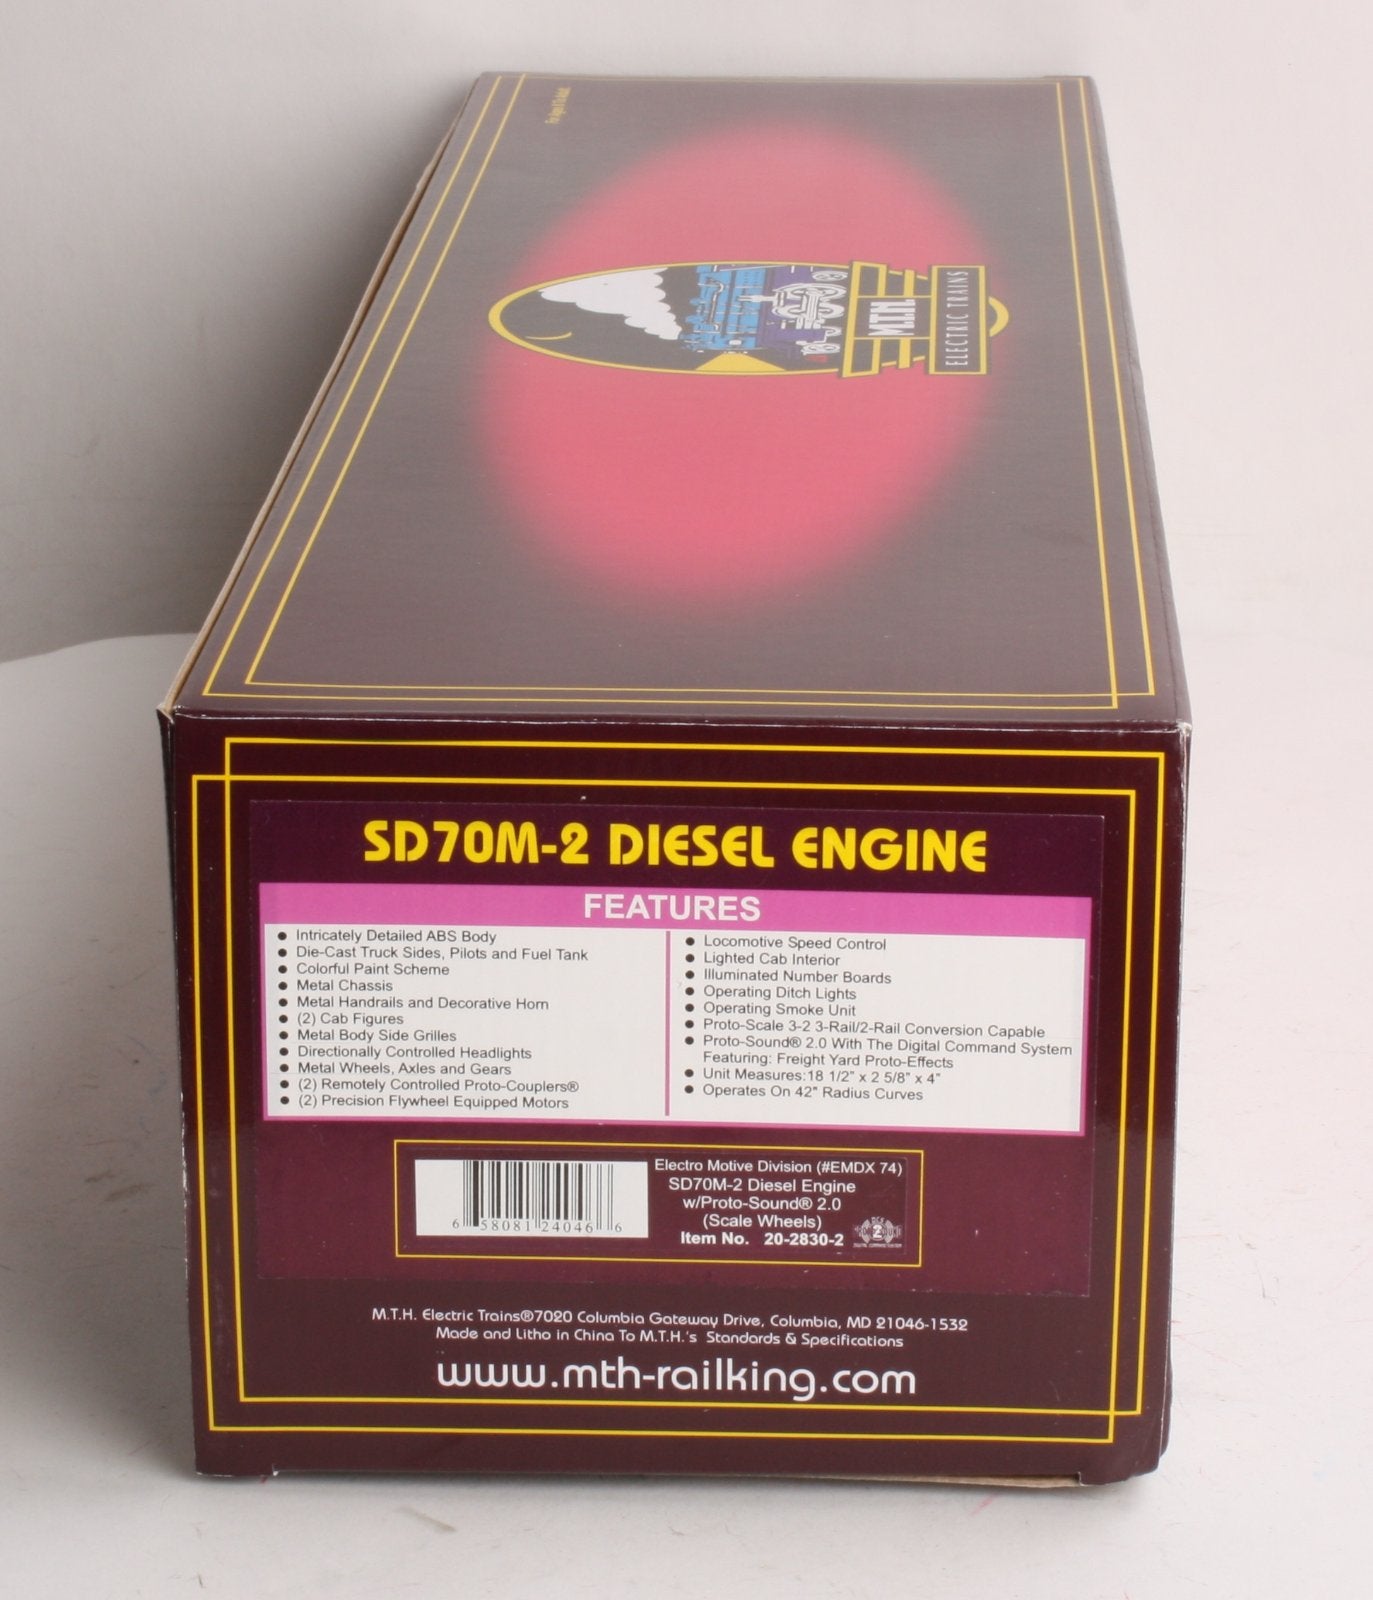 For Ages 14 To Adult
M.T.H.
ELECTRIC TRAINS
SD70M-2 DIESEL ENGINE
FEATURES
• Intricately Detailed ABS Body
• Die-Cast Truck Sides, Pilots and Fuel Tank
• Colorful Paint Scheme
• Metal Chassis
• Metal Handrails and Decorative Horn
• (2) Cab Figures
• Metal Body Side Grilles
• Directionally Controlled Headlights
• Metal Wheels, Axles and Gears
• (2) Remotely Controlled Proto-Couplers®
• (2) Precision Flywheel Equipped Motors
• Locomotive Speed Control
• Lighted Cab Interior
• Illuminated Number Boards
• Operating Ditch Lights
• Operating Smoke Unit
• Proto-Scale 3-2 3-Rail/2-Rail Conversion Capable
• Proto-Sound® 2.0 With The Digital Command System
Featuring: Freight Yard Proto-Effects
• Unit Measures:18 1/2" x 2 5/8" x 4"
• Operates On 42" Radius Curves
6 58081 24046 6
Electro Motive Division (#EMDX 74)
SD70M-2 Diesel Engine
w/Proto-Sound® 2.0
(Scale Wheels)
Item No. 20-2830-2
M.T.H. Electric Trains®7020 Columbia Gateway Drive, Columbia, MD 21046-1532
Made and Litho in China To M.T.H.'s Standards & Specifications
www.mth-railking.com